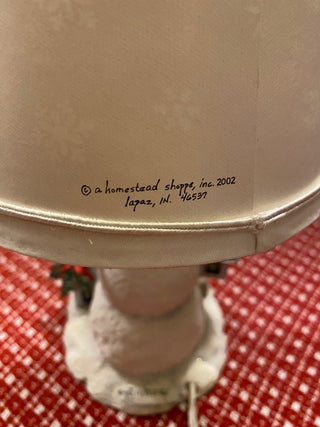 © a homestead shoppe, inc. 2002
lapaz, IN. 46537